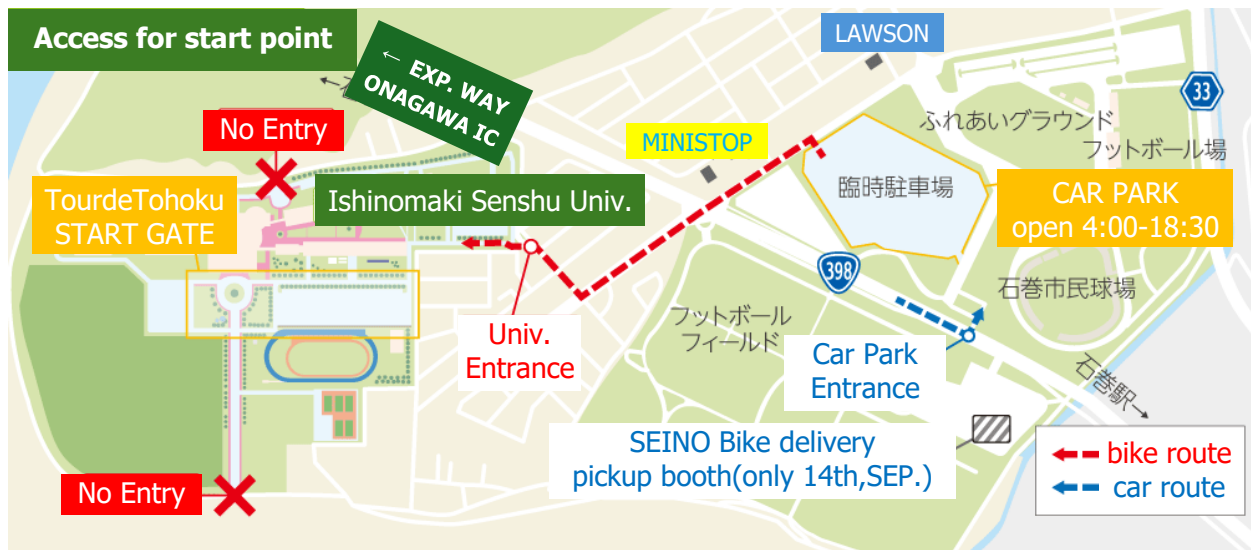 Access for start point
← EXP. WAY
ONAGAWA IC
LAWSON
33
No Entry
MINISTOP
ふれあいグラウンド
フットボール場
TourdeTohoku
START GATE
Ishinomaki Senshu Univ.
臨時駐車場
CAR PARK
open 4:00-18:30
398
石巻市民球場
フットボール
フィールド
Univ.
Entrance
Car Park
Entrance
石巻駅→
SEINO Bike delivery
pickup booth(only 14th,SEP.)
No Entry
bike route
car route